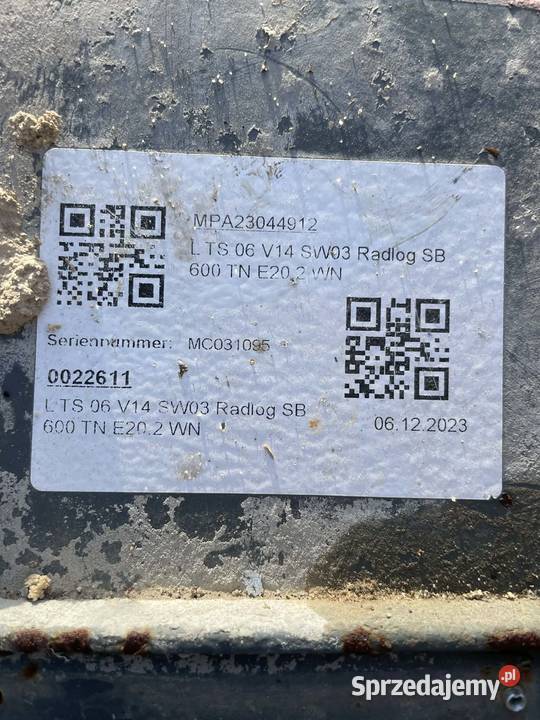 MPA23044912
LTS 06 V14 SW03 Radlog SB
600 TN E20.2 WN
Seriennummer: MC031095
0022611
LTS 06 V14 SW03 Radlog SB
600 TN E20.2 WN
06.12.2023
Sprzedajemy.pl